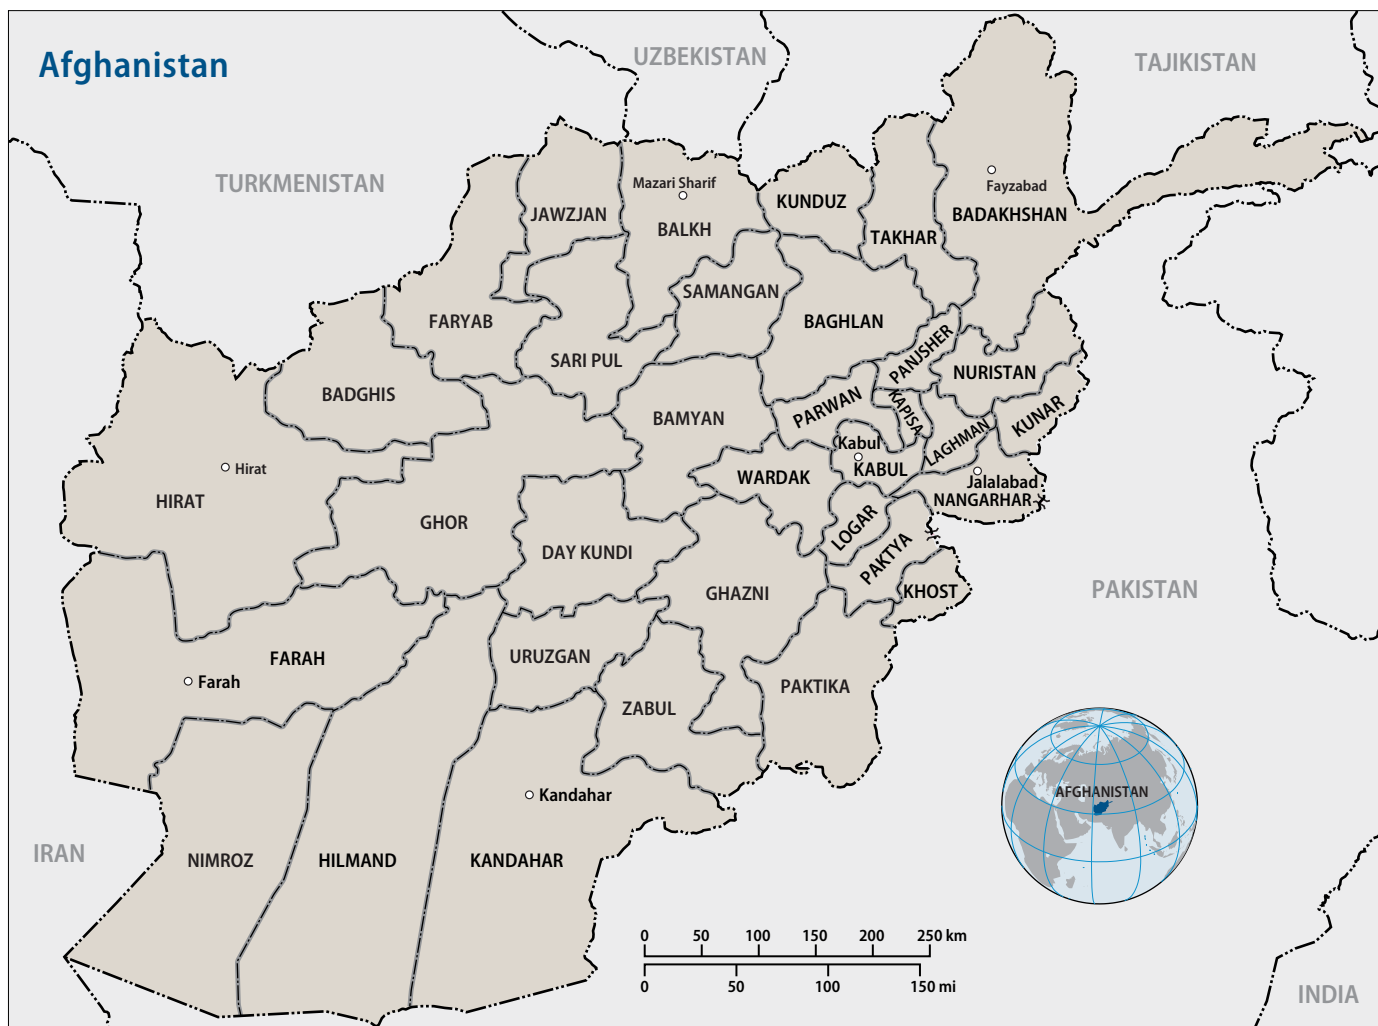 Afghanistan
UZBEKISTAN
TAJIKISTAN
TURKMENISTAN
Mazari Sharif
Fayzabad
KUNDUZ
JAWZJAN
BALKH
TAKHAR
BADAKHSHAN
SAMANGAN
FARYAB
BAGHLAN
SARI PUL
PANJSHER
NURISTAN
BADGHIS
BAMYAN
PARWAN
KAPISA
KUNAR
LAGHMAN
Kabul
KABUL
Hirat
HIRAT
WARDAK
Jalalabad
NANGARHAR
GHOR
LOGAR
DAY KUNDI
PAKTYA
GHAZNI
KHOST
PAKISTAN
FARAH
Farah
URUZGAN
PAKTIKA
ZABUL
Kandahar
AFGHANISTAN
IRAN
NIMROZ
HILMAND
KANDAHAR
0 50 100 150 200 250 km
0 50 100 150 mi
INDIA